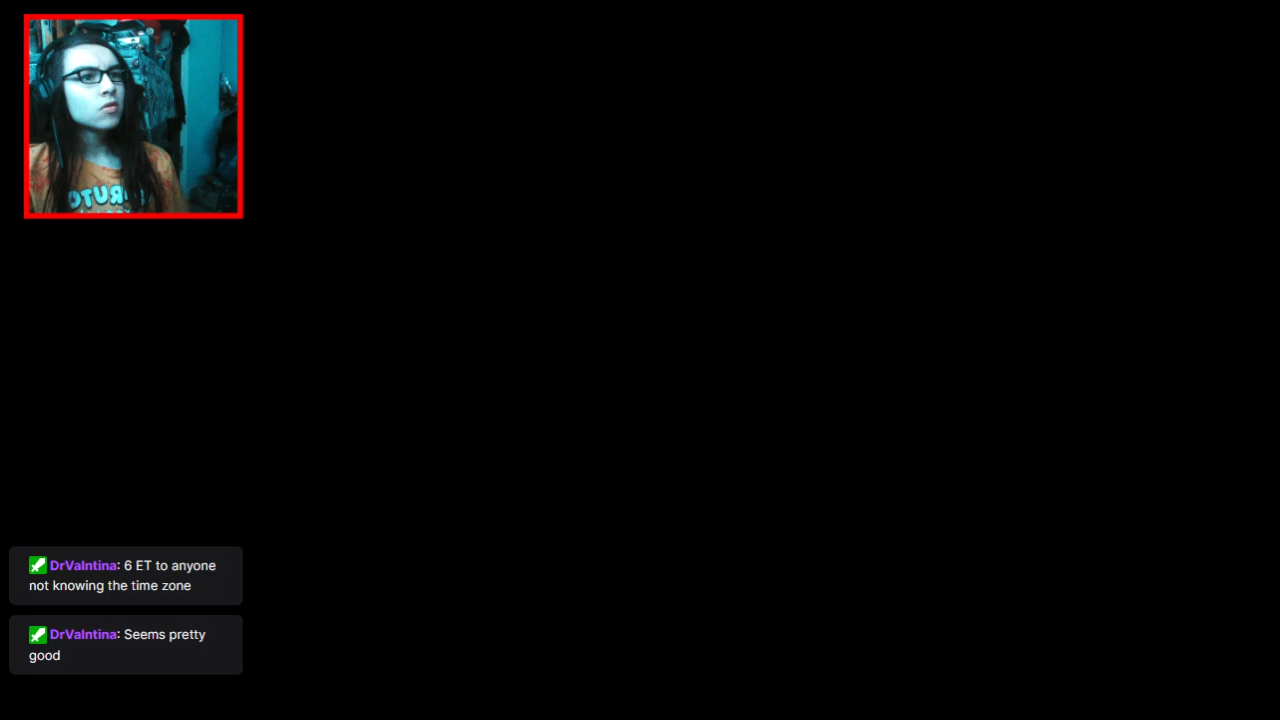 DrValntina: 6 ET to anyone
not knowing the time zone
DrValntina: Seems pretty
good